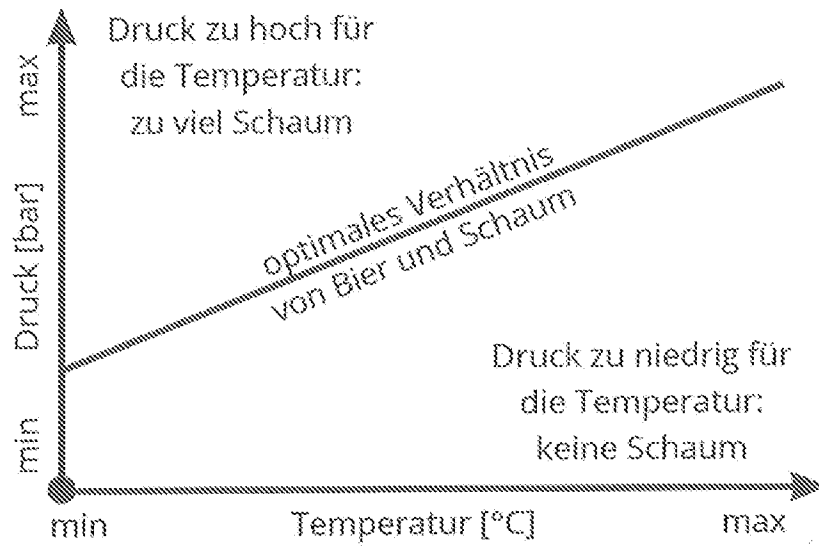 Druck zu hoch für
die Temperatur:
zu viel Schaum
max
Druck [bar]
min
optimales Verhältnis
von Bier und Schaum
Druck zu niedrig für
die Temperatur:
keine Schaum
min
Temperatur [°C]
max